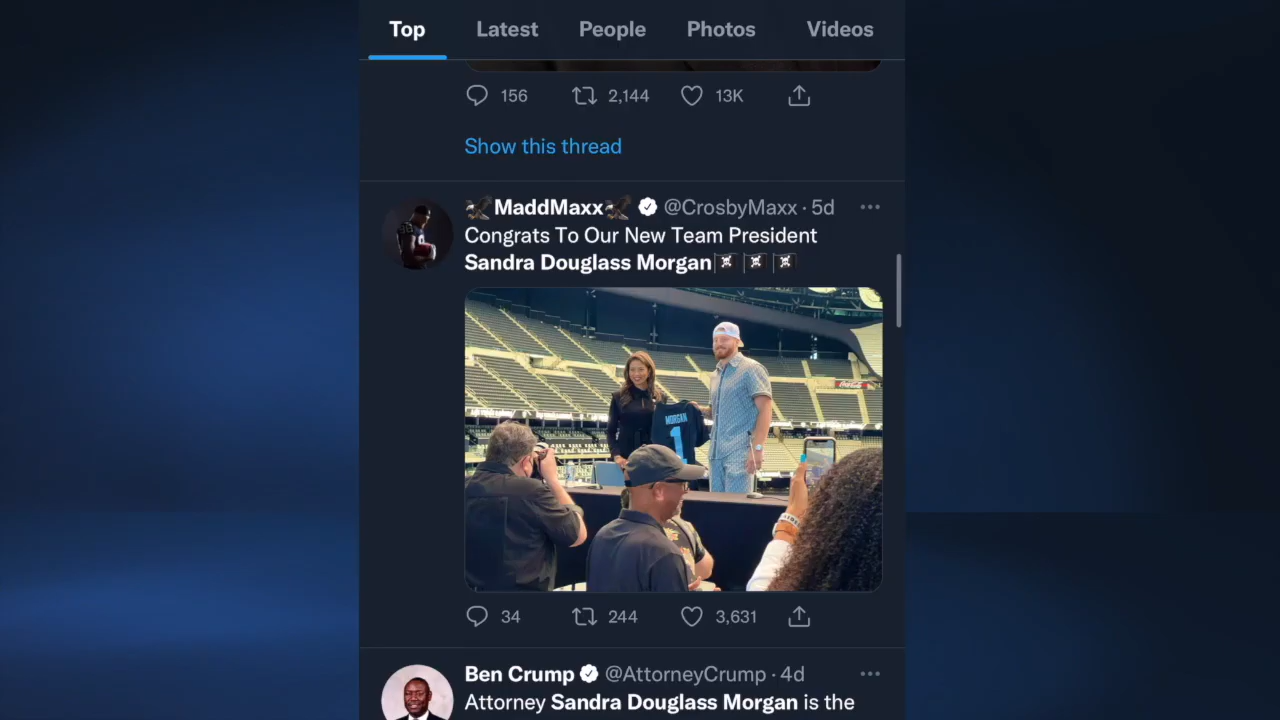 Top Latest People Photos Videos
156 2,144 13K
Show this thread
MaddMaxx @CrosbyMaxx · 5d
Congrats To Our New Team President
Sandra Douglass Morgan
Coca-Cola
MORGAN
1
34 244 3,631
Ben Crump @AttorneyCrump · 4d
Attorney Sandra Douglass Morgan is the